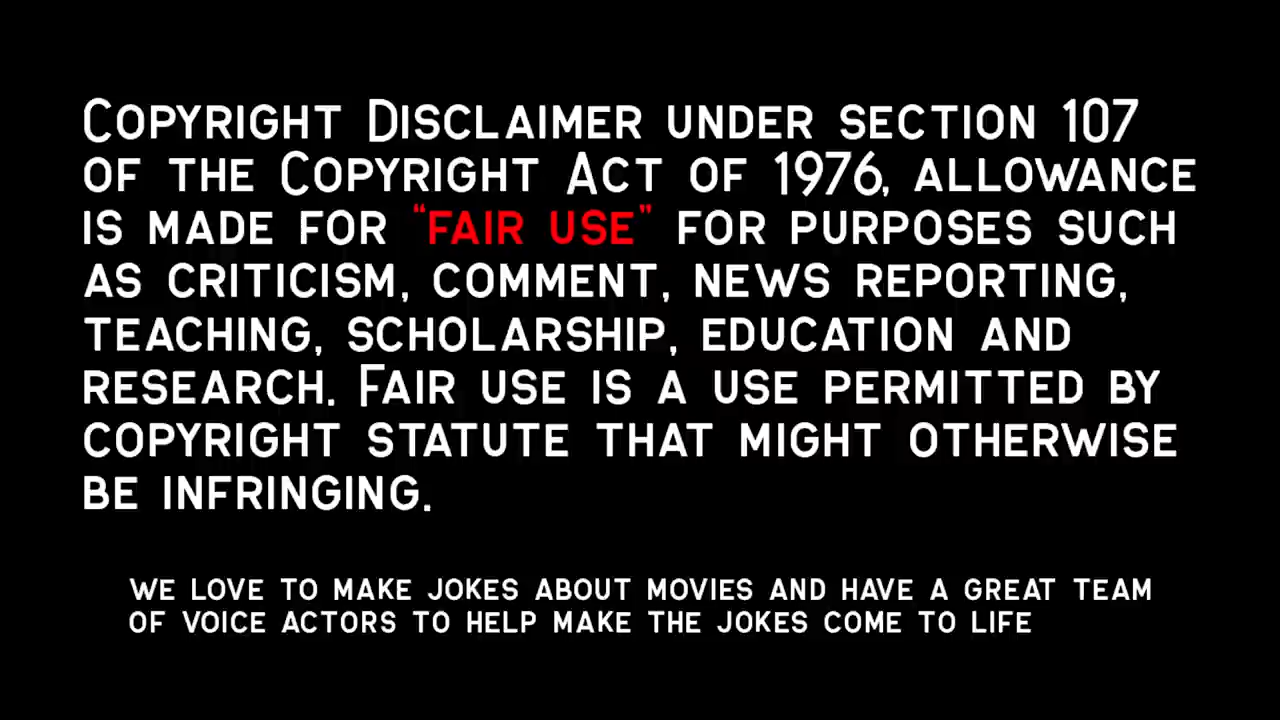 Copyright Disclaimer under section 107
of the Copyright Act of 1976, allowance
is made for “fair use” for purposes such
as criticism, comment, news reporting,
teaching, scholarship, education and
research. Fair use is a use permitted by
copyright statute that might otherwise
be infringing.
we love to make jokes about movies and have a great team
of voice actors to help make the jokes come to life